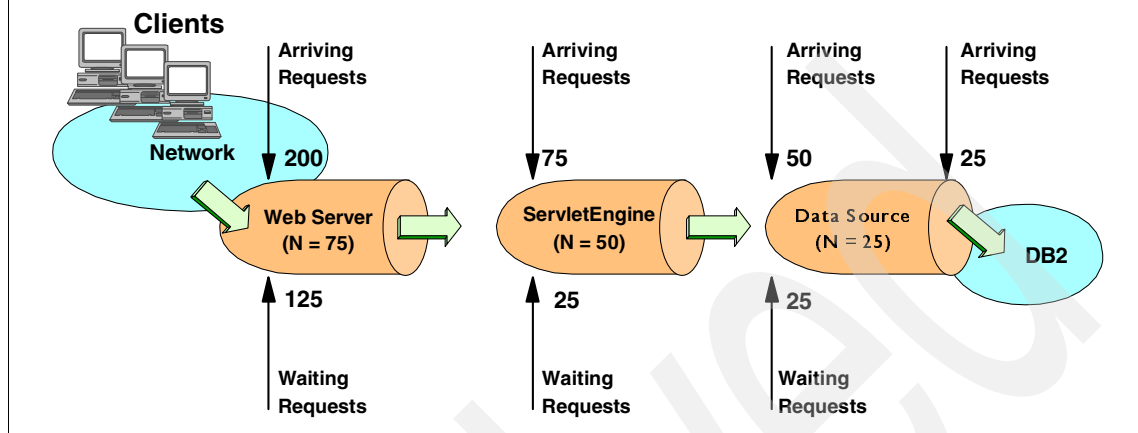 Clients
Arriving
Requests
Arriving
Requests
Arriving
Requests
Arriving
Requests
Network
200
75
50
25
Web Server
(N = 75)
ServletEngine
(N = 50)
Data Source
(N = 25)
DB2
125
25
25
Waiting
Requests
Waiting
Requests
Waiting
Requests